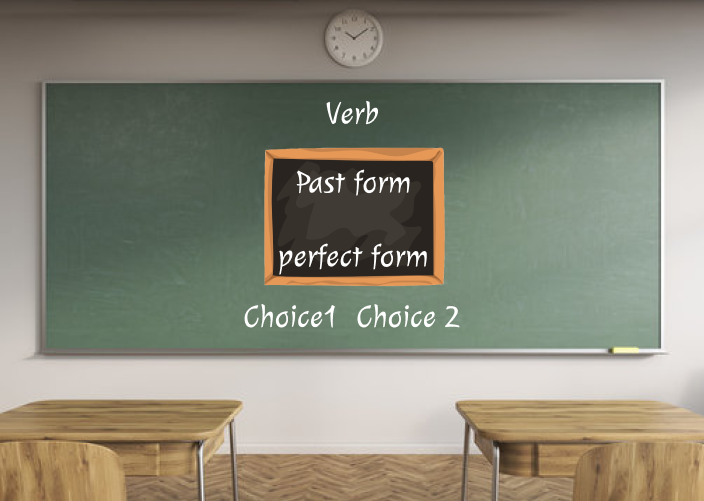 Verb
Past form
perfect form
Choice1 Choice 2